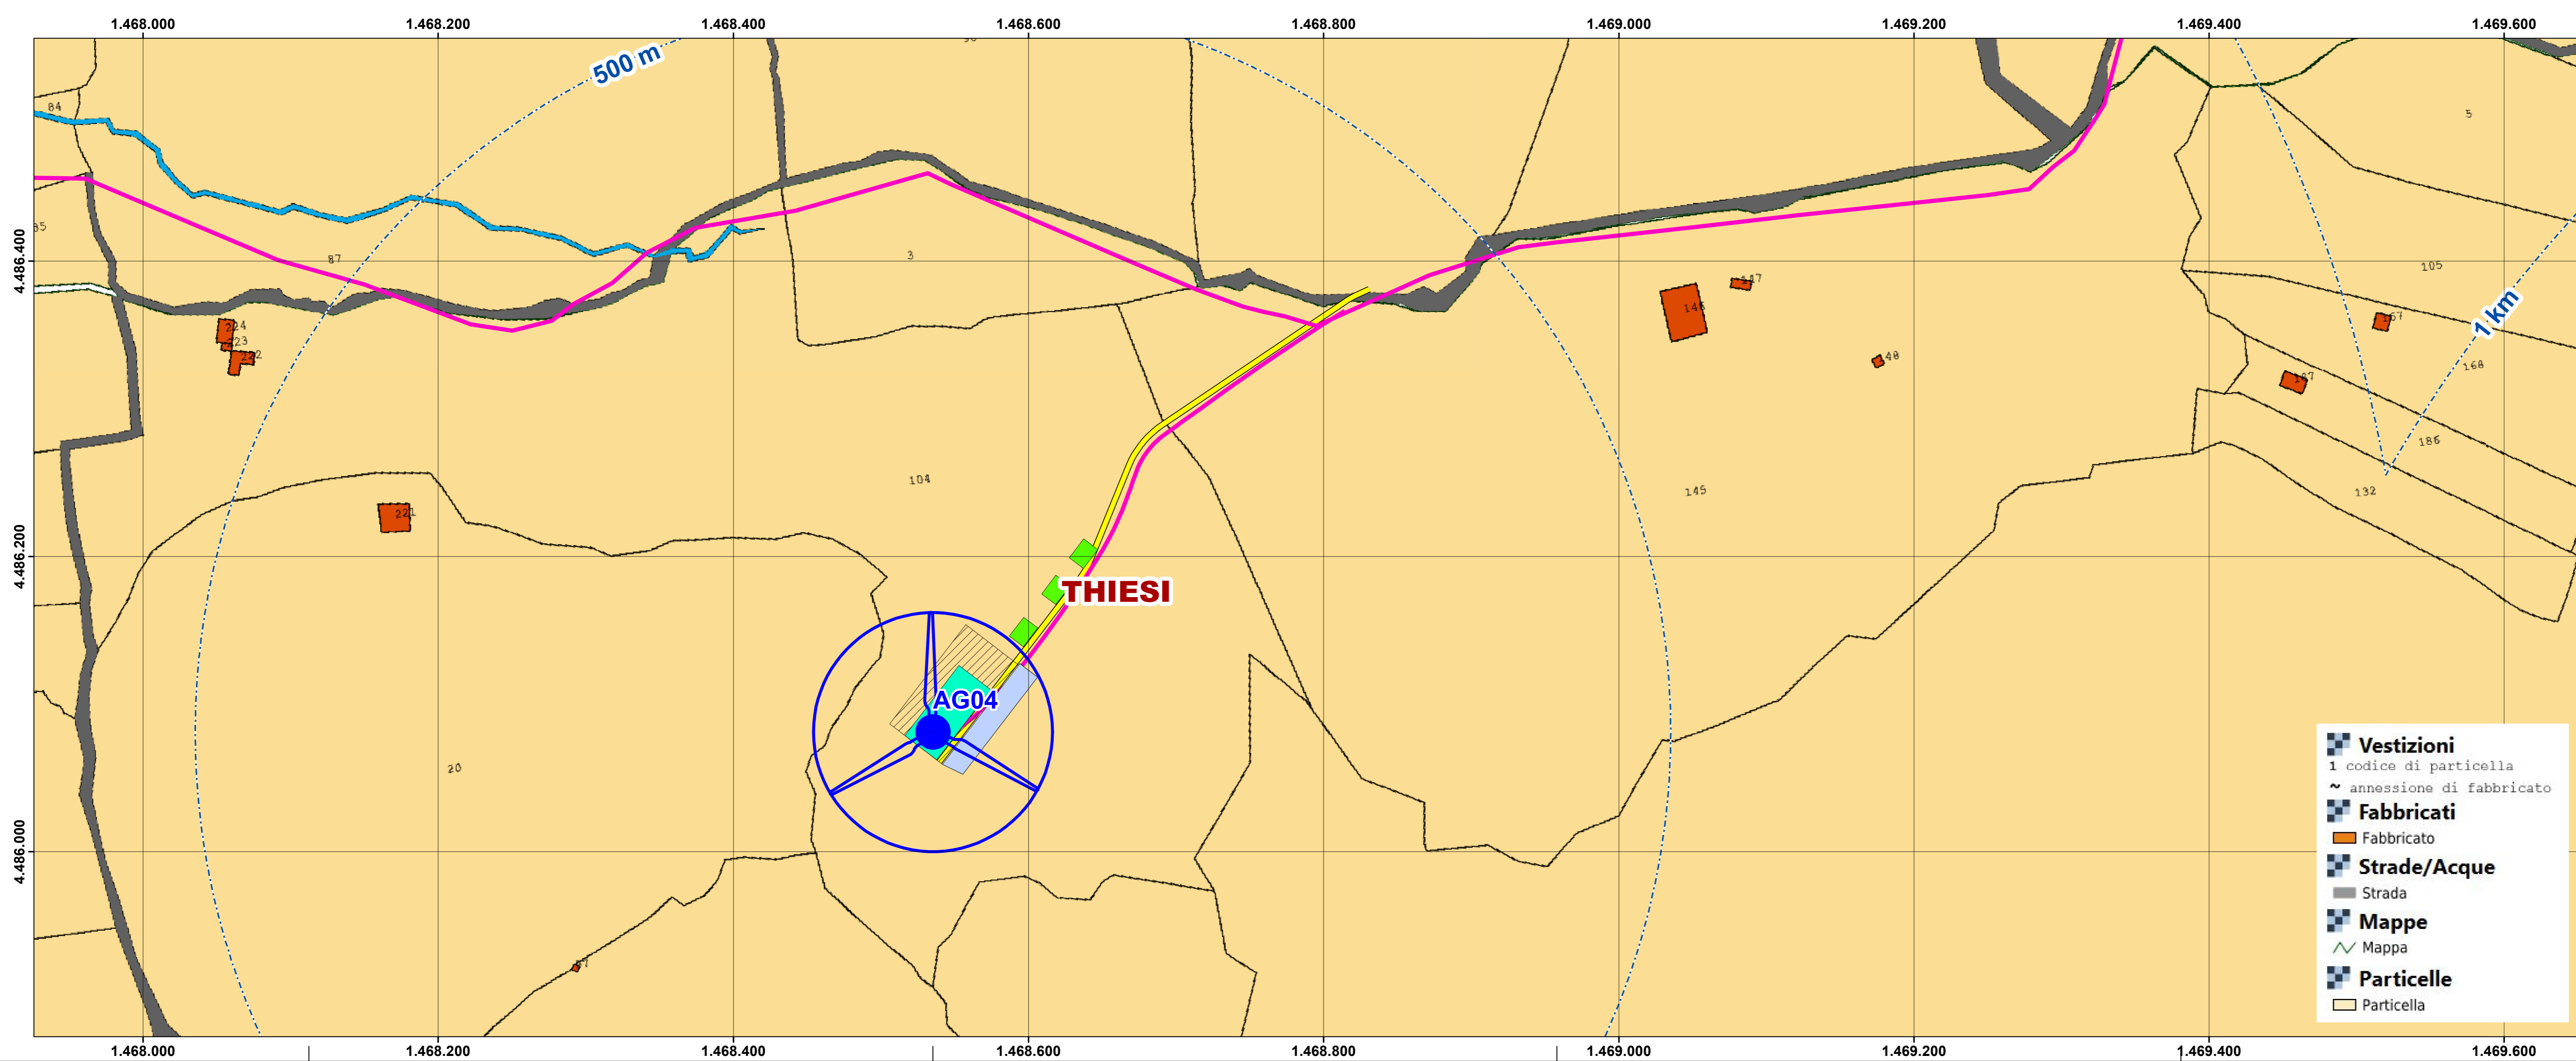 1.468.000 1.468.200 1.468.400 1.468.600 1.468.800 1.469.000 1.469.200 1.469.400 1.469.600
500 m
84
5
4.486.400
87
3
105
147
146
167
1 km
224
223
222
48
168
187
186
104
145
132
221
4.486.200
THIESI
AG04
20
4.486.000
Vestizioni
1 codice di particella
~ annessione di fabbricato
Fabbricati
Fabbricato
Strade/Acque
Strada
Mappe
Mappa
Particelle
Particella
1.468.000 1.468.200 1.468.400 1.468.600 1.468.800 1.469.000 1.469.200 1.469.400 1.469.600